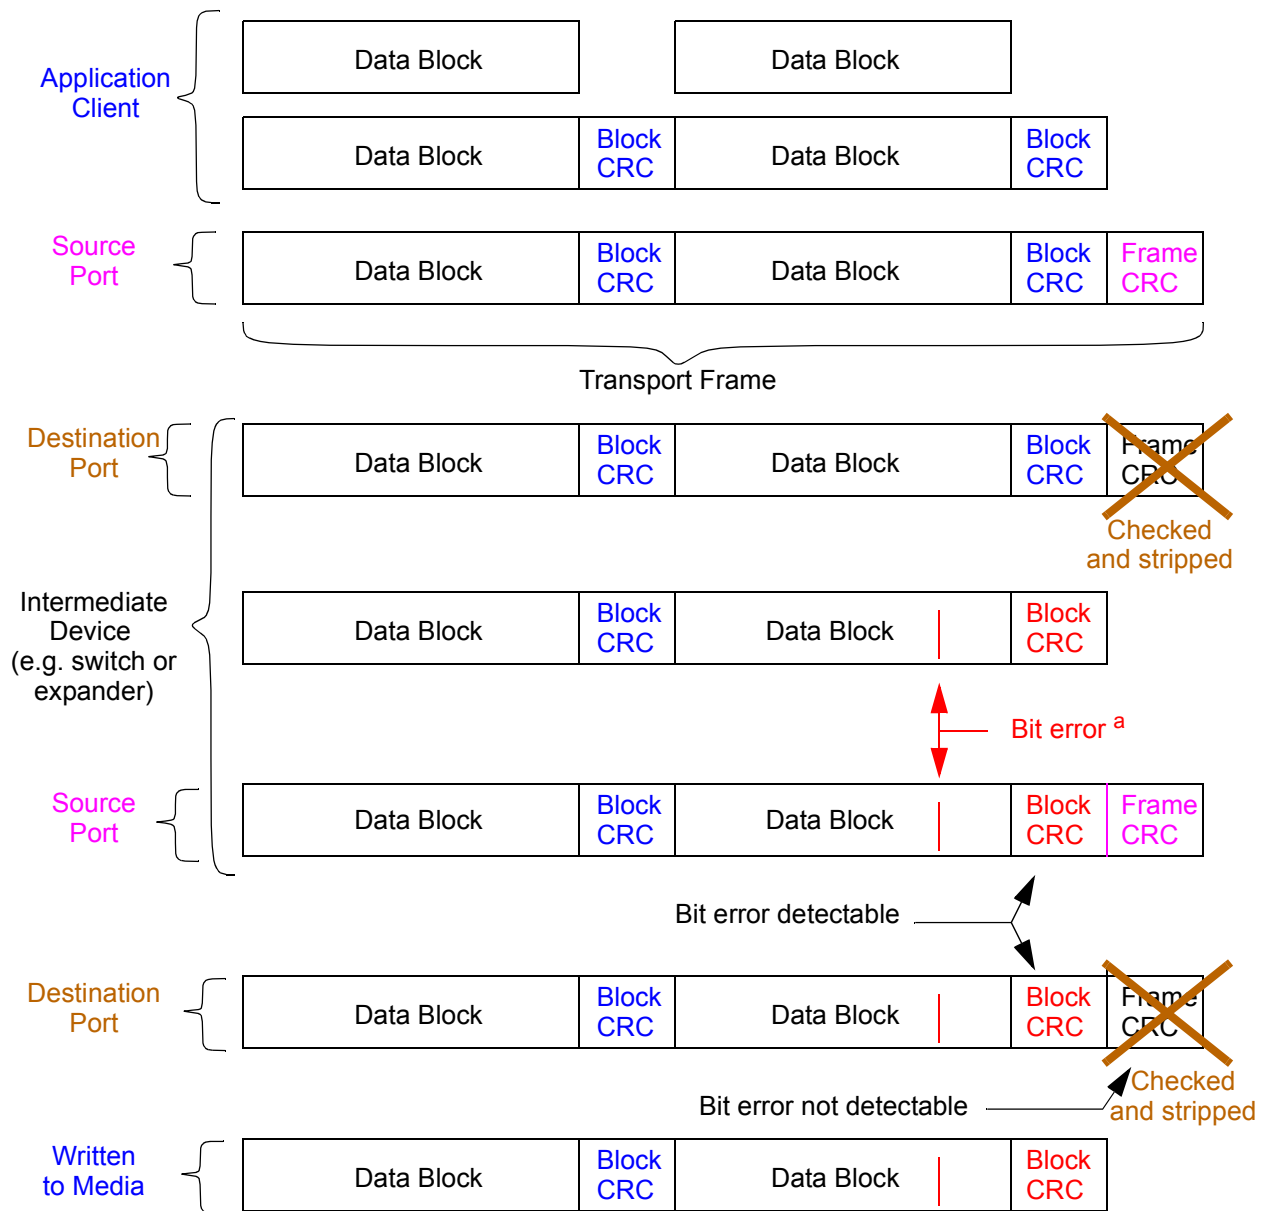 Data Block
Data Block
Application
Client
Data Block
Block
CRC
Data Block
Block
CRC
Source
Port
Data Block
Block
CRC
Data Block
Block
CRC
Frame
CRC
Transport Frame
Destination
Port
Data Block
Block
CRC
Data Block
Block
CRC
Frame
CRC
Checked
and stripped
Intermediate
Device
(e.g. switch or
expander)
Data Block
Block
CRC
Data Block
Block
CRC
Bit error a
Source
Port
Data Block
Block
CRC
Data Block
Block
CRC
Frame
CRC
Bit error detectable
Destination
Port
Data Block
Block
CRC
Data Block
Block
CRC
Frame
CRC
Checked
and stripped
Bit error not detectable
Written
to Media
Data Block
Block
CRC
Data Block
Block
CRC